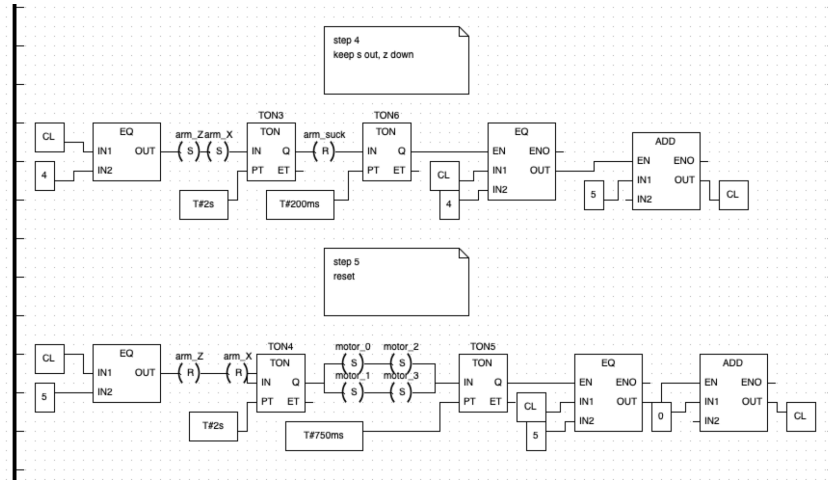 step 4
keep s out, z down
TON3
TON6
CL
EQ
arm_Z
arm_X
TON
arm_suck
TON
EQ
ADD
IN1
OUT
S
S
IN
Q
R
IN
Q
EN
ENO
EN
ENO
4
IN2
PT
ET
PT
ET
CL
IN1
OUT
IN1
OUT
IN2
5
IN2
CL
T#2s
T#200ms
4
step 5
reset
TON4
motor_0
motor_2
TON5
CL
EQ
arm_Z
arm_X
TON
S
S
TON
EQ
ADD
IN1
OUT
R
R
IN
Q
motor_1
motor_3
IN
Q
EN
ENO
EN
ENO
5
IN2
PT
ET
S
S
PT
ET
CL
IN1
OUT
0
IN1
OUT
IN2
IN2
CL
T#2s
T#750ms
5